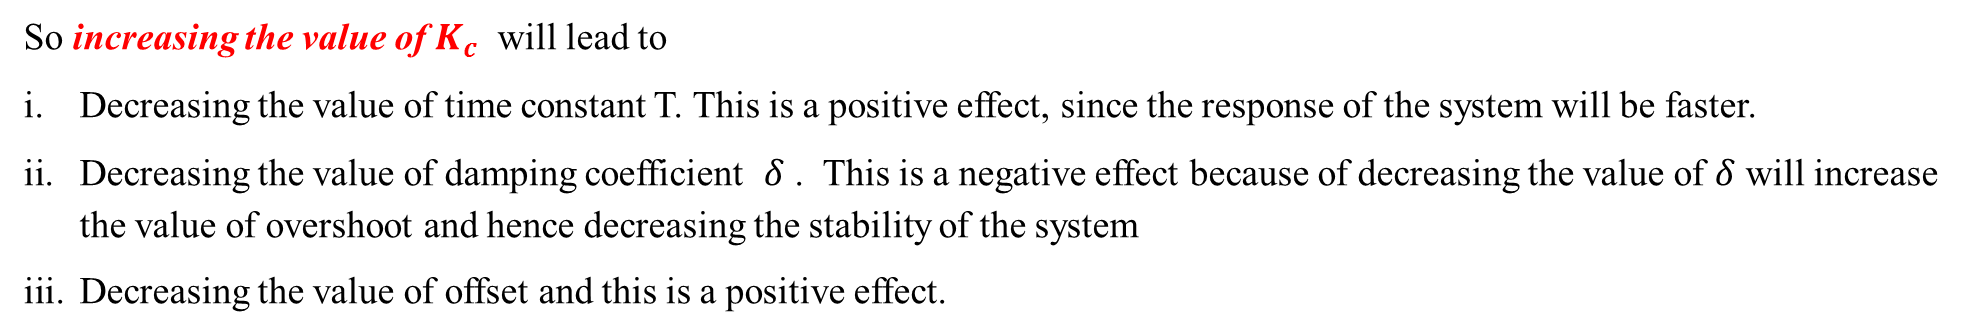 So increasing the value of K_c will lead to
i. Decreasing the value of time constant T. This is a positive effect, since the response of the system will be faster.
ii. Decreasing the value of damping coefficient δ . This is a negative effect because of decreasing the value of δ will increase
the value of overshoot and hence decreasing the stability of the system
iii. Decreasing the value of offset and this is a positive effect.